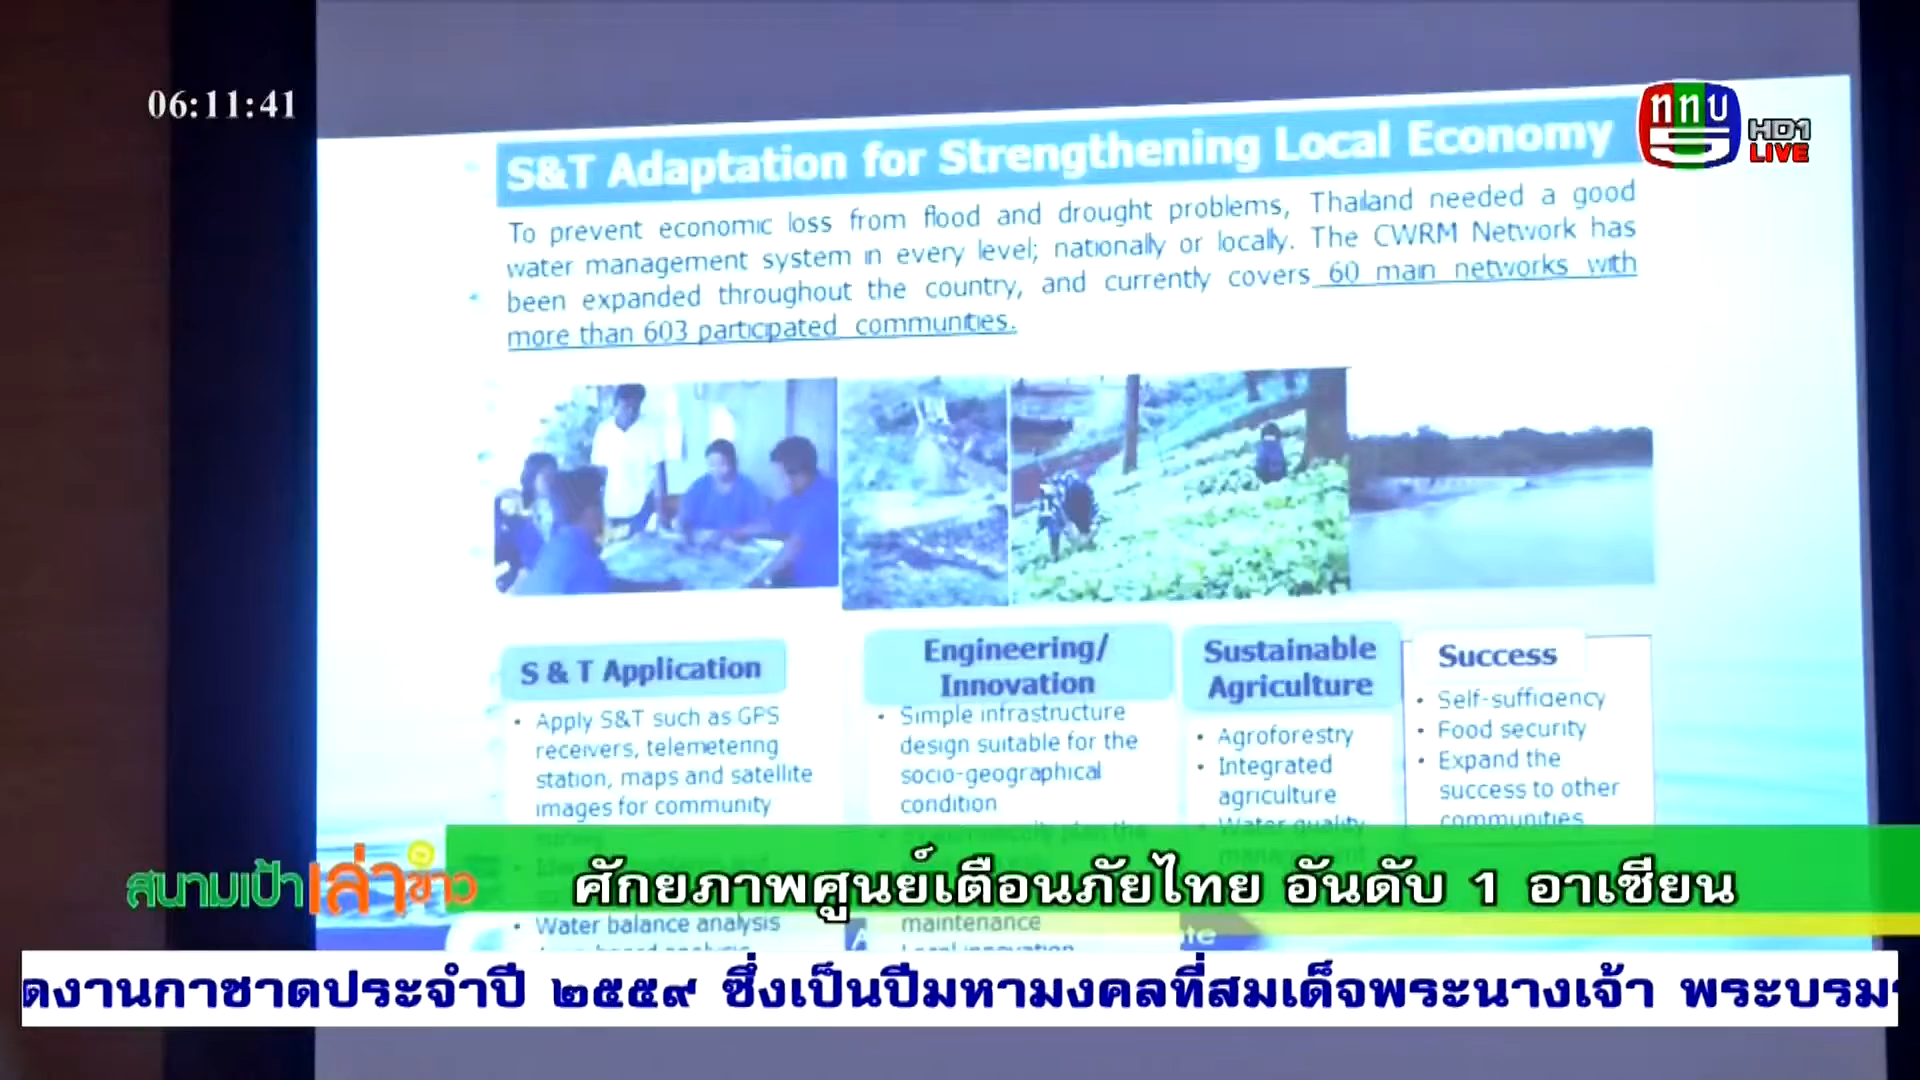 06:11:41
ททบ
5
HD1
LIVE
S&T Adaptation for Strengthening Local Economy
To prevent economic loss from flood and drought problems, Thailand needed a good
water management system in every level; nationally or locally. The CWRM Network has
been expanded throughout the country, and currently covers 60 main networks with
more than 603 participated communities.
S & T Application
• Apply S&T such as GPS
receivers, telemetering
station, maps and satellite
images for community
• Water balance analysis
Engineering/
Innovation
• Simple infrastructure
design suitable for the
socio-geographical
condition
maintenance
Local innovation
Sustainable
Agriculture
• Agroforestry
• Integrated
agriculture
• Water quality
management
Success
• Self-sufficiency
• Food security
• Expand the
success to other
communities
สนามเป้าเล่าข่าว
ศักยภาพศูนย์เตือนภัยไทย อันดับ 1 อาเซียน
ดงานกาชาดประจำปี ๒๕๕๙ ซึ่งเป็นปีมหามงคลที่สมเด็จพระนางเจ้า พระบรม